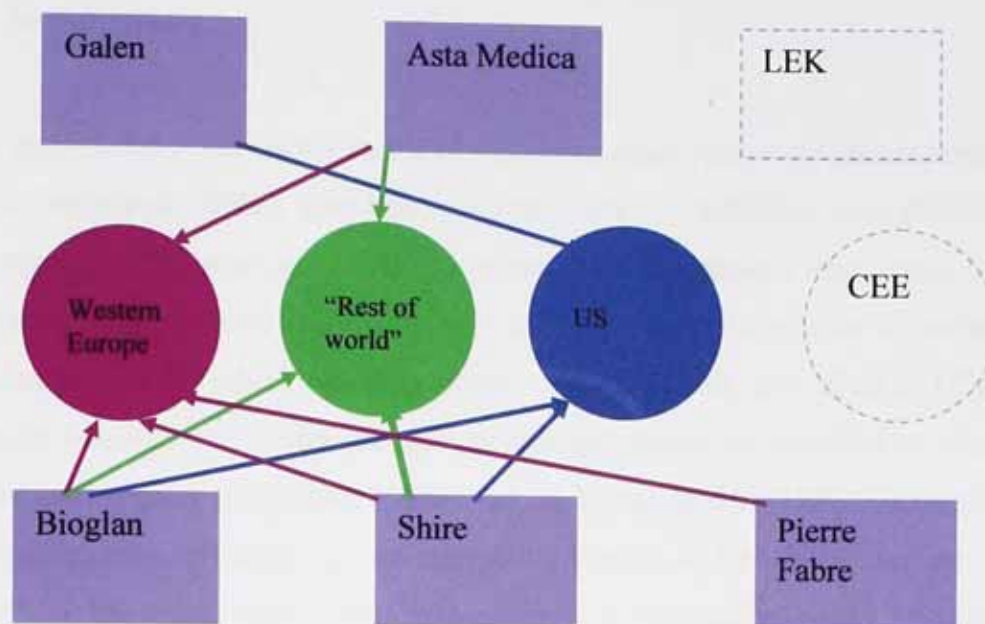 Galen
Asta Medica
LEK
Western
Europe
“Rest of
world”
US
CEE
Bioglan
Shire
Pierre
Fabre